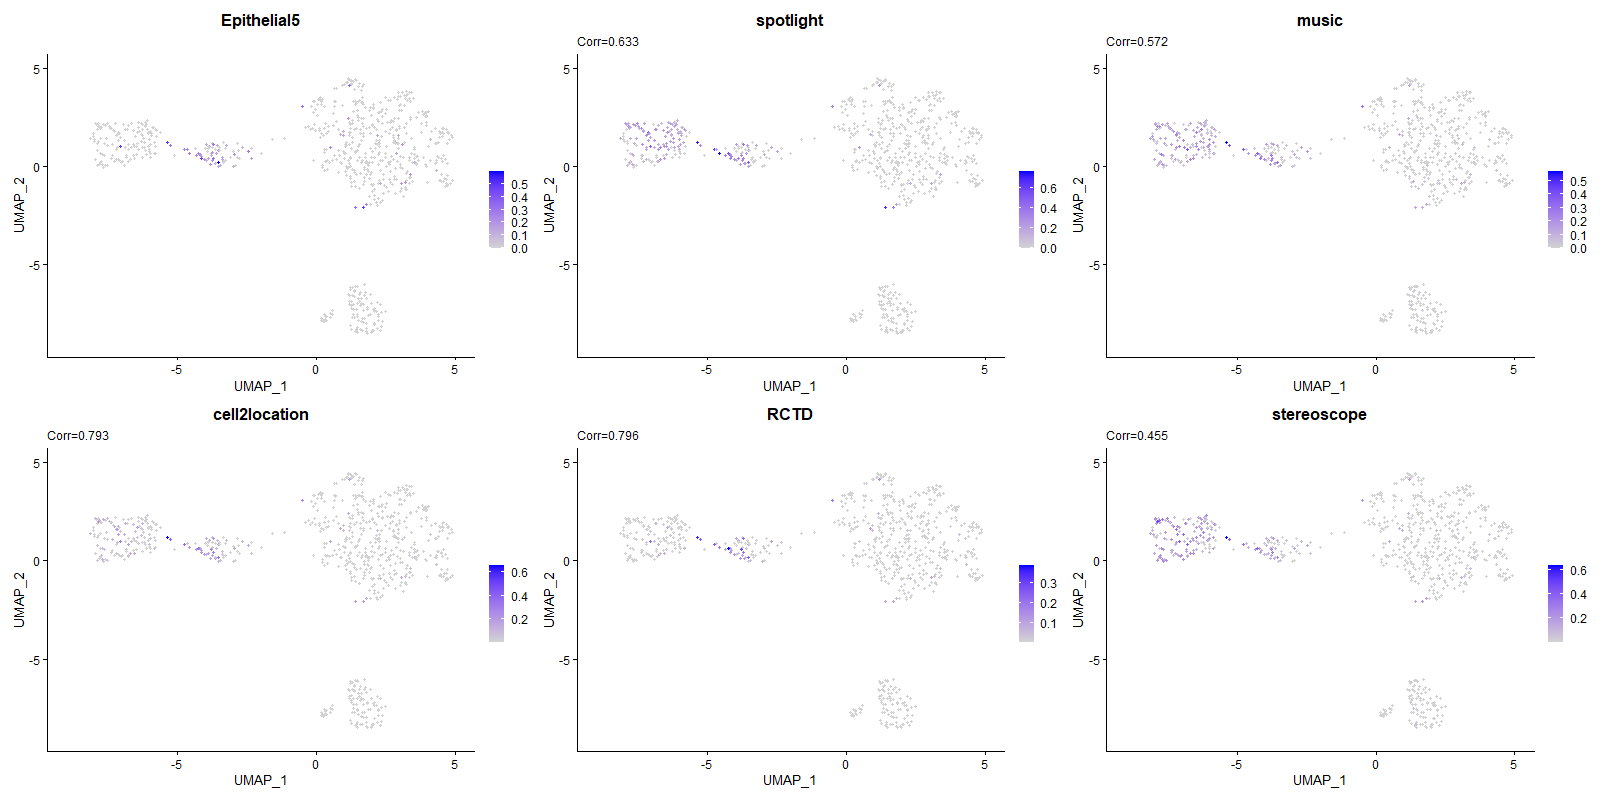 Epithelial5
5
0
-5
UMAP_2
-5
0
5
UMAP_1
0.5
0.4
0.3
0.2
0.1
0.0
spotlight
Corr=0.633
5
0
-5
UMAP_2
-5
0
5
UMAP_1
0.6
0.4
0.2
0.0
music
Corr=0.572
5
0
-5
UMAP_2
-5
0
5
UMAP_1
0.5
0.4
0.3
0.2
0.1
0.0
cell2location
Corr=0.793
5
0
-5
UMAP_2
-5
0
5
UMAP_1
0.6
0.4
0.2
RCTD
Corr=0.796
5
0
-5
UMAP_2
-5
0
5
UMAP_1
0.3
0.2
0.1
stereoscope
Corr=0.455
5
0
-5
UMAP_2
-5
0
5
UMAP_1
0.6
0.4
0.2